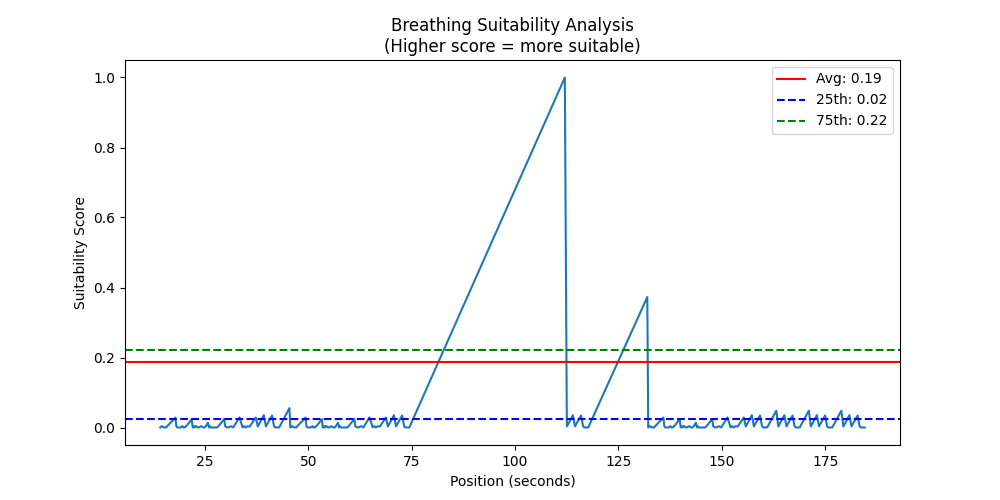 Breathing Suitability Analysis
(Higher score = more suitable)
Avg: 0.19
25th: 0.02
75th: 0.22
Suitability Score
1.0
0.8
0.6
0.4
0.2
0.0
25
50
75
100
125
150
175
Position (seconds)